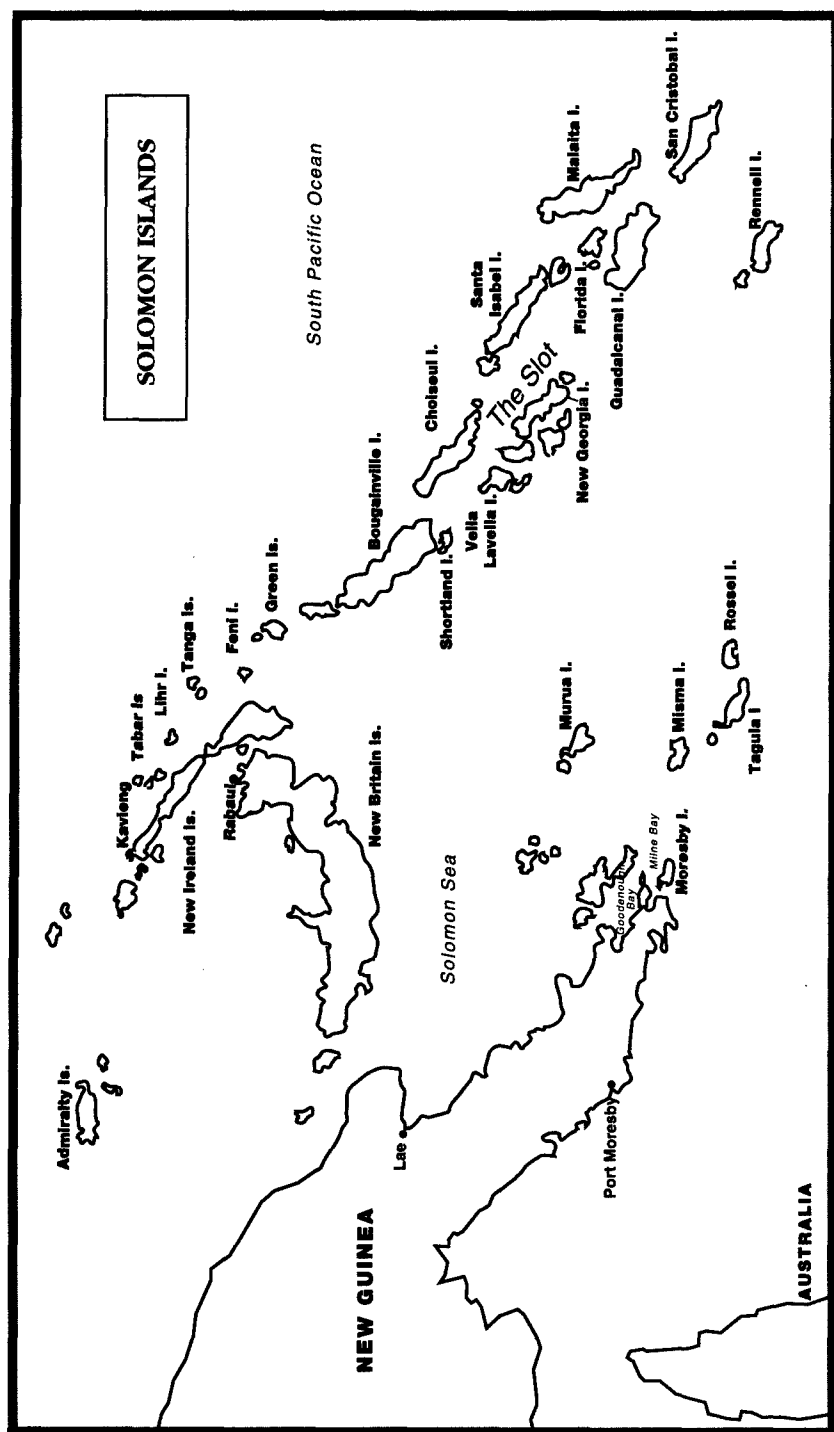 SOLOMON ISLANDS
South Pacific Ocean
Admiralty Is.
Kavieng
Tabar Is
Lihr I.
Tanga Is.
Feni I.
Green Is.
New Ireland Is.
Rabaul
New Britain Is.
Bougainville I.
Choiseul I.
Shortland I.
Vella
Lavella I.
The Slot
Santa
Isabel I.
New Georgia I.
Florida I.
Malaita I.
Guadalcanal I.
San Cristobal I.
Rennell I.
NEW GUINEA
Lae
Solomon Sea
Murua I.
Port Moresby
Goodenough
Bay
Milne Bay
Moresby I.
Misma I.
Rossel I.
Tagula I
AUSTRALIA